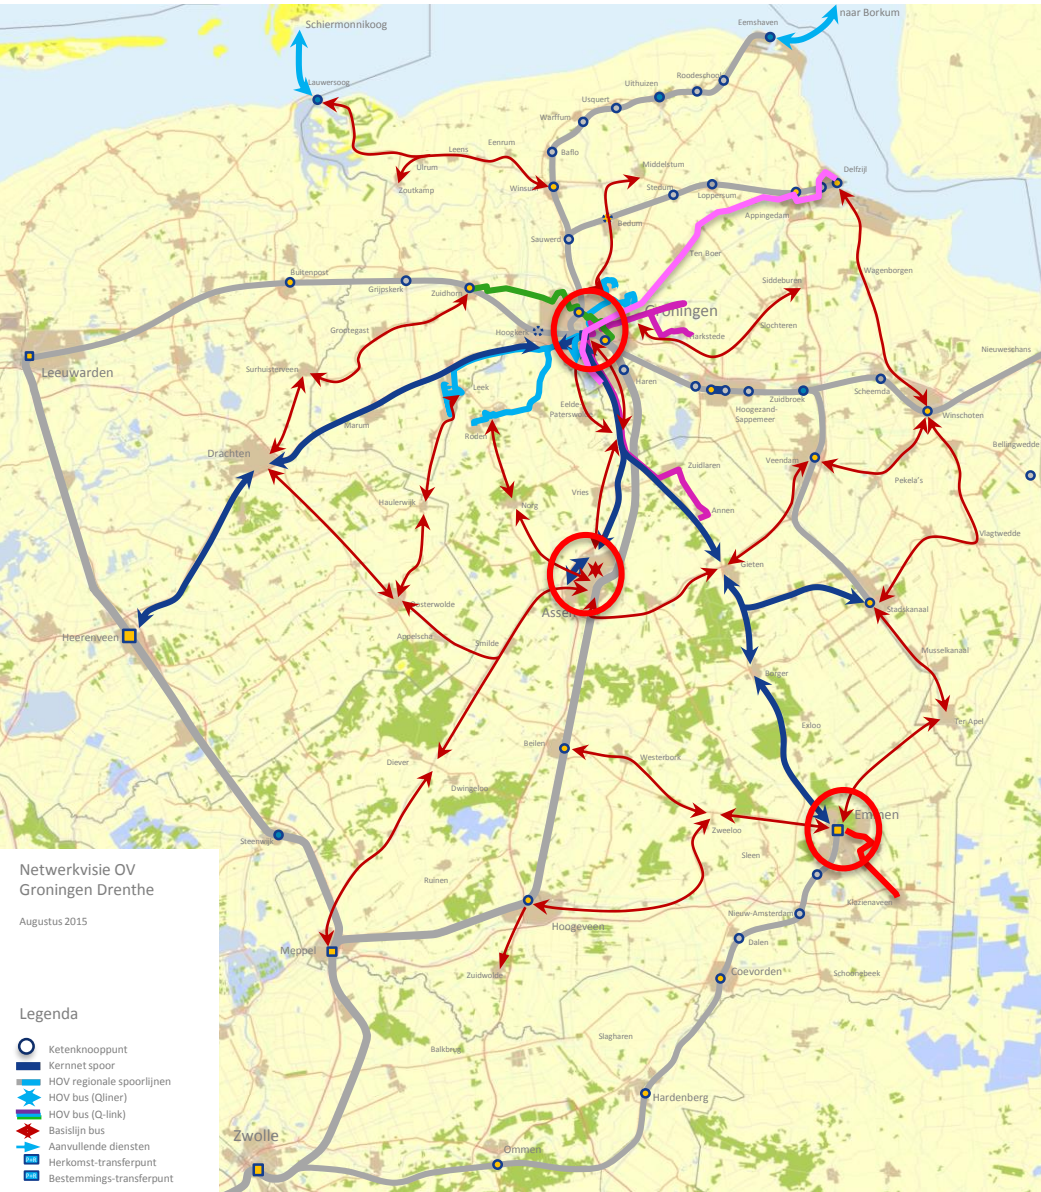 naar Borkum
Schiermonnikoog
Eemshaven
Lauwersoog
Roodeschool
Uithuizen
Usquert
Warffum
Leens
Eenrum
Baflo
Ulrum
Zoutkamp
Winsum
Middelstum
Stedum
Loppersum
Delfzijl
Appingedam
Bedum
Sauwerd
Ten Boer
Buitenpost
Grijpskerk
Zuidhorn
Siddeburen
Wagenborgen
Groningen
Hoogkerk
Grootegast
Slochteren
Harkstede
Leeuwarden
Surhuisterveen
Nieuweschans
Leek
Haren
Eelde-
Paterswolde
Scheemda
Zuidbroek
Hoogezand-
Sappemeer
Winschoten
Marum
Roden
Bellingwedde
Drachten
Zuidlaren
Veendam
Pekela's
Vries
Haulerwijk
Norg
Annen
Vlagtwedde
Gieten
Oosterwolde
Assen
Stadskanaal
Heerenveen
Appelscha
Smilde
Musselkanaal
Borger
Exloo
Ter Apel
Beilen
Westerbork
Diever
Dwingeloo
Emmen
Zweeloo
Steenwijk
Sleen
Ruinen
Klazienaveen
Nieuw-Amsterdam
Hoogeveen
Dalen
Meppel
Zuidwolde
Coevorden
Schoongbeek
Slagharen
Balkbrug
Hardenberg
Zwolle
Ommen
Netwerkvisie OV
Groningen Drenthe
Augustus 2015
Legenda
Ketenknooppunt
Kernnet spoor
HOV regionale spoorlijnen
HOV bus (Qliner)
HOV bus (Q-link)
Basislijn bus
Aanvullende diensten
P+R Herkomst-transferpunt
P+R Bestemmings-transferpunt